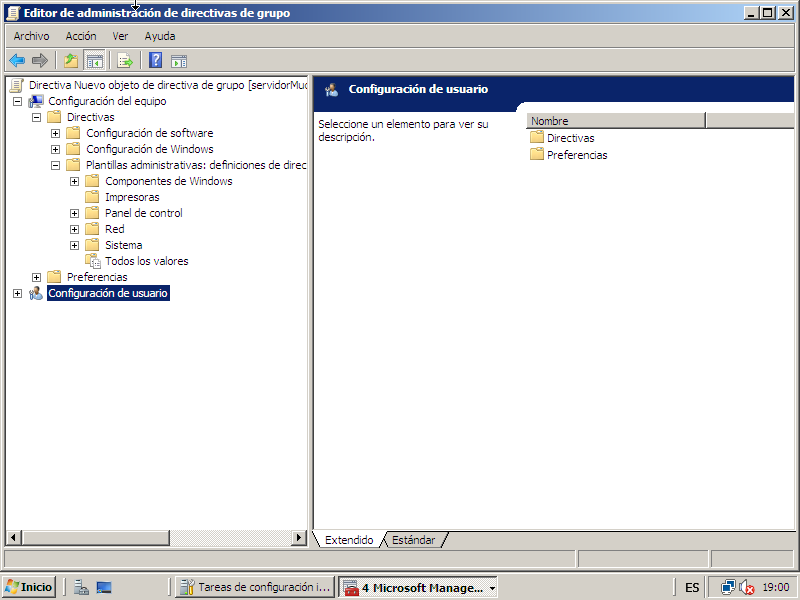 Editor de administración de directivas de grupo
Archivo Acción Ver Ayuda
Directiva Nuevo objeto de directiva de grupo [servidorMuc
Configuración del equipo
Directivas
Configuración de software
Configuración de Windows
Plantillas administrativas: definiciones de direc
Componentes de Windows
Impresoras
Panel de control
Red
Sistema
Todos los valores
Preferencias
Configuración de usuario
Configuración de usuario
Seleccione un elemento para ver su
descripción.
Nombre
Directivas
Preferencias
Extendido Estándar
Inicio Tareas de configuración i... 4 Microsoft Manage... ES 19:00